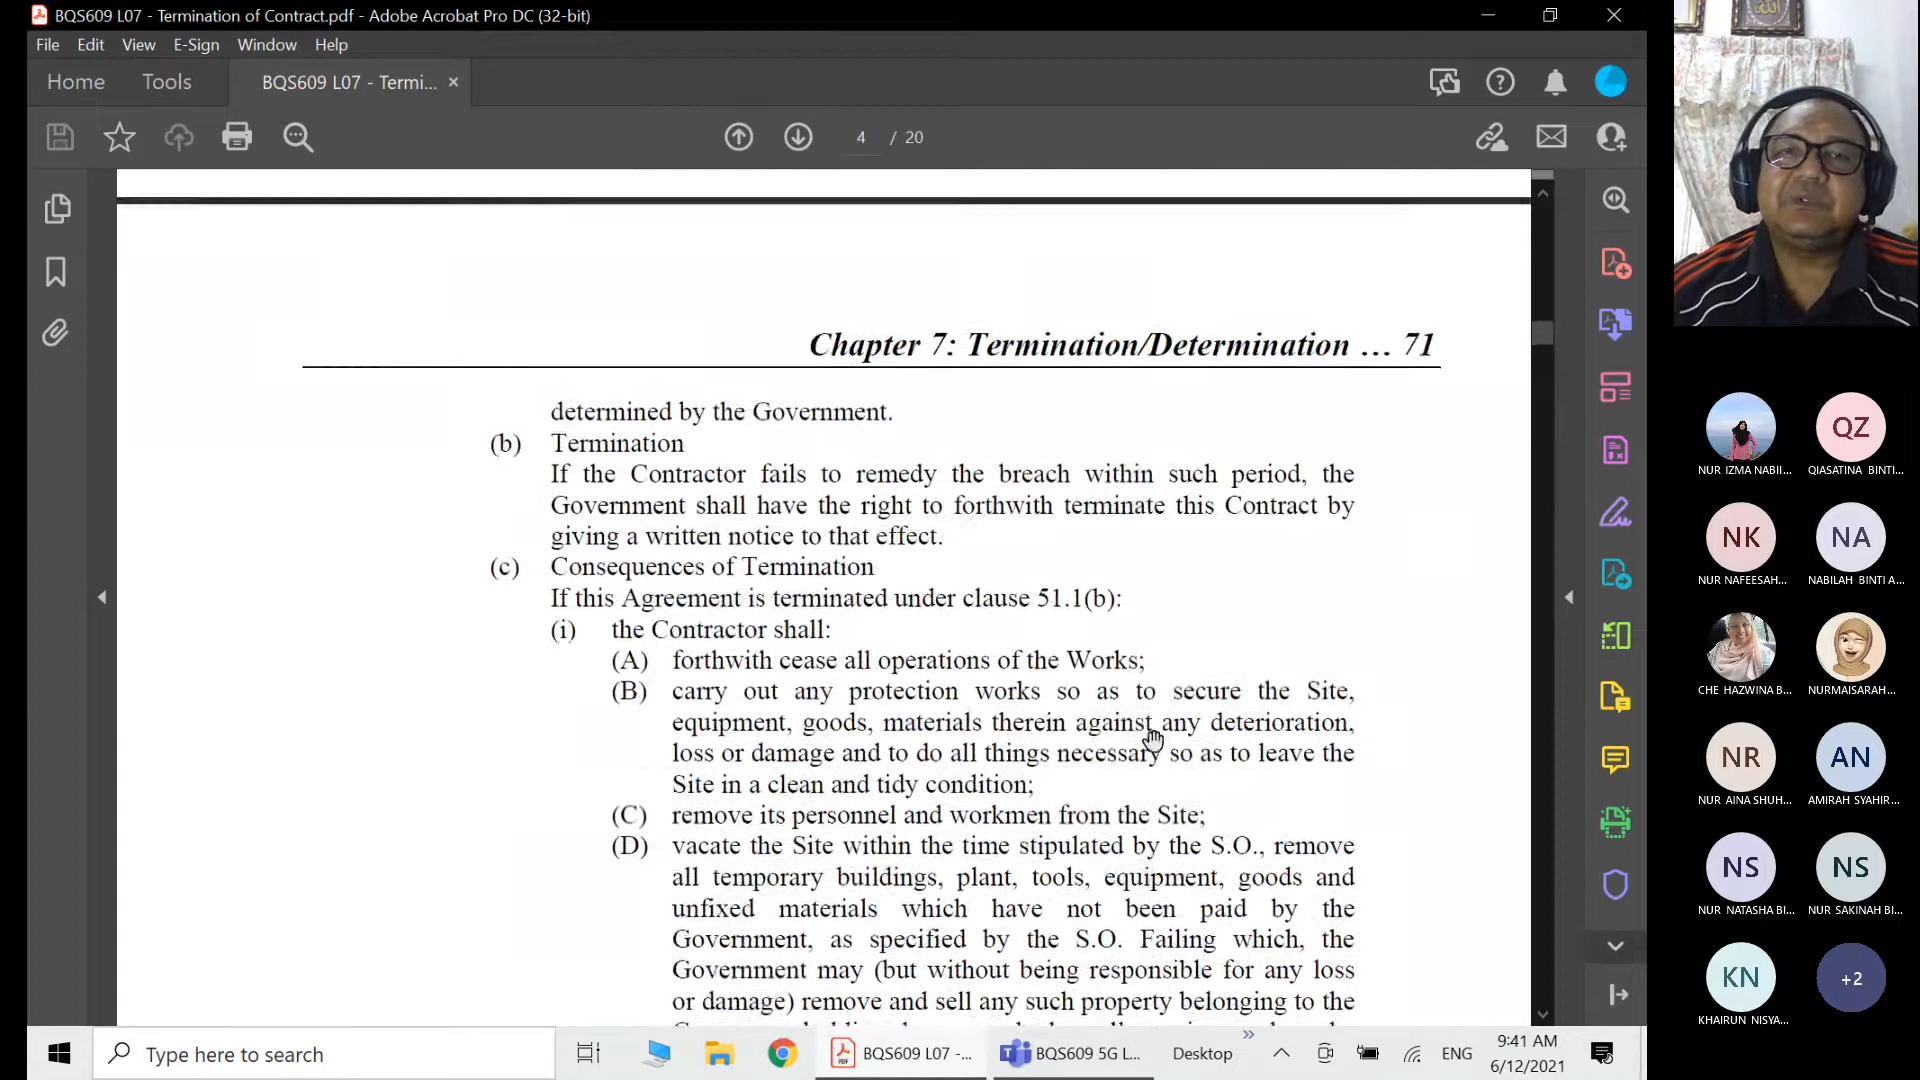 BQS609 L07 - Termination of Contract.pdf - Adobe Acrobat Pro DC (32-bit)
File Edit View E-Sign Window Help
Home Tools BQS609 L07 - Termi... ×
4 / 20
Chapter 7: Termination/Determination ... 71
determined by the Government.
(b) Termination
If the Contractor fails to remedy the breach within such period, the
Government shall have the right to forthwith terminate this Contract by
giving a written notice to that effect.
(c) Consequences of Termination
If this Agreement is terminated under clause 51.1(b):
(i) the Contractor shall:
(A) forthwith cease all operations of the Works;
(B) carry out any protection works so as to secure the Site,
equipment, goods, materials therein against any deterioration,
loss or damage and to do all things necessary so as to leave the
Site in a clean and tidy condition;
(C) remove its personnel and workmen from the Site;
(D) vacate the Site within the time stipulated by the S.O., remove
all temporary buildings, plant, tools, equipment, goods and
unfixed materials which have not been paid by the
Government, as specified by the S.O. Failing which, the
Government may (but without being responsible for any loss
or damage) remove and sell any such property belonging to the
QZ
NUR IZMA NABII... QIASATINA BINTI...
NK NA
NUR NAFEESAH... NABILAH BINTI A...
CHE HAZWINA B... NURMAISARAH...
NR AN
NUR AINA SHUH... AMIRAH SYAHIR...
NS NS
NUR NATASHA BI... NUR SAKINAH BI...
KN +2
KHAIRUN NISYA...
Type here to search
BQS609 L07 -...
BQS609 5G L...
Desktop
ENG
9:41 AM
6/12/2021